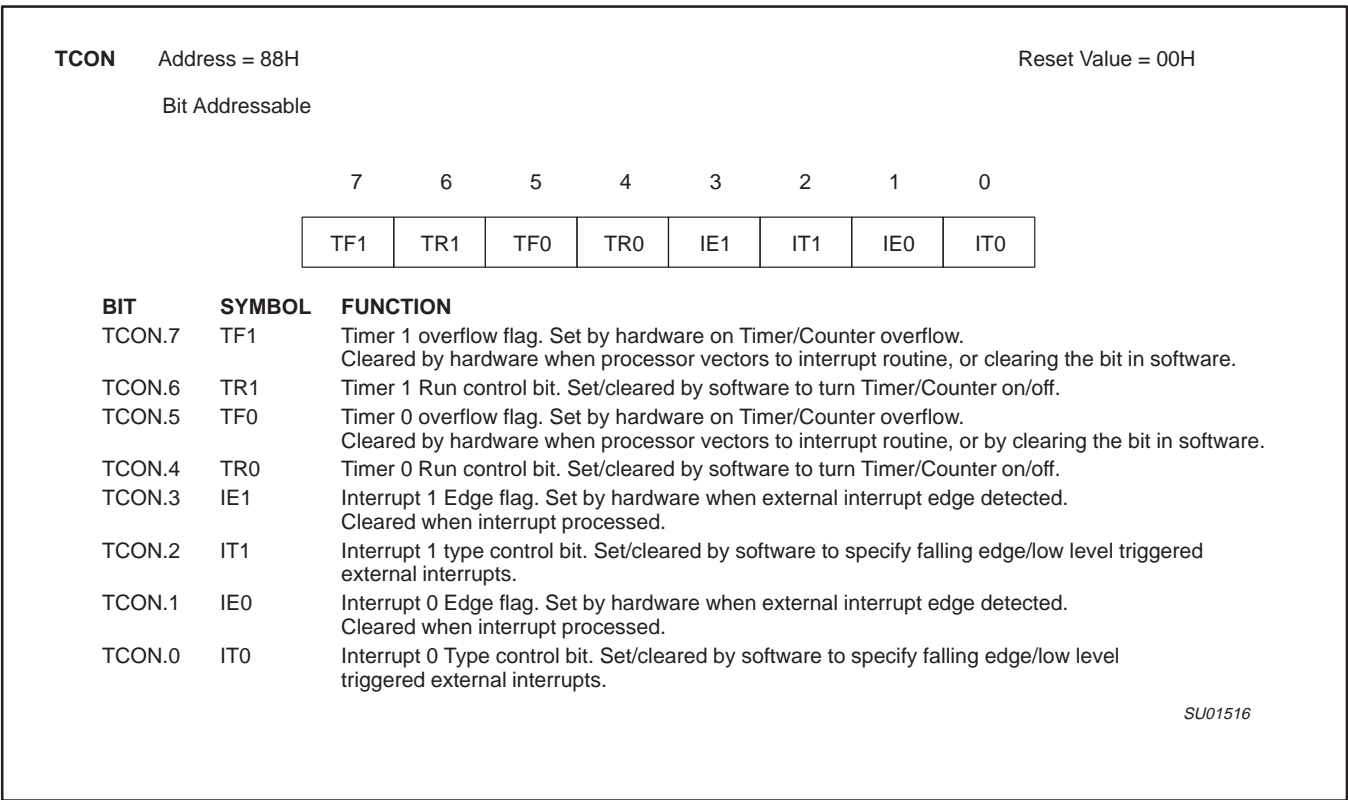 TCON Address = 88H Reset Value = 00H
Bit Addressable
7 6 5 4 3 2 1 0
TF1 TR1 TF0 TR0 IE1 IT1 IE0 IT0
BIT SYMBOL FUNCTION
TCON.7 TF1 Timer 1 overflow flag. Set by hardware on Timer/Counter overflow.
Cleared by hardware when processor vectors to interrupt routine, or clearing the bit in software.
TCON.6 TR1 Timer 1 Run control bit. Set/cleared by software to turn Timer/Counter on/off.
TCON.5 TF0 Timer 0 overflow flag. Set by hardware on Timer/Counter overflow.
Cleared by hardware when processor vectors to interrupt routine, or by clearing the bit in software.
TCON.4 TR0 Timer 0 Run control bit. Set/cleared by software to turn Timer/Counter on/off.
TCON.3 IE1 Interrupt 1 Edge flag. Set by hardware when external interrupt edge detected.
Cleared when interrupt processed.
TCON.2 IT1 Interrupt 1 type control bit. Set/cleared by software to specify falling edge/low level triggered
external interrupts.
TCON.1 IE0 Interrupt 0 Edge flag. Set by hardware when external interrupt edge detected.
Cleared when interrupt processed.
TCON.0 IT0 Interrupt 0 Type control bit. Set/cleared by software to specify falling edge/low level
triggered external interrupts.
SU01516